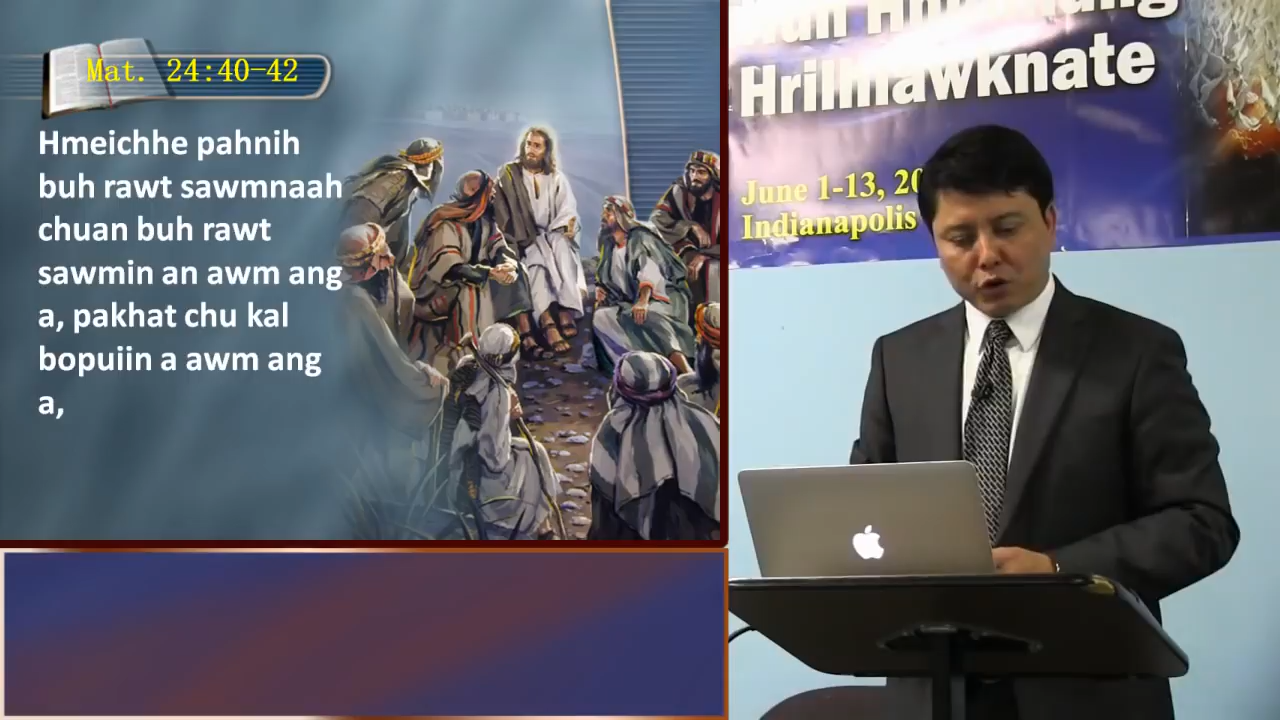 Mat. 24:40-42
Hmeichhe pahnih
buh rawt sawmnaah
chuan buh rawt
sawmin an awm ang
a, pakhat chu kal
bopuiin a awm ang
a,
Hrilhlawknate
June 1-13, 20
Indianapolis